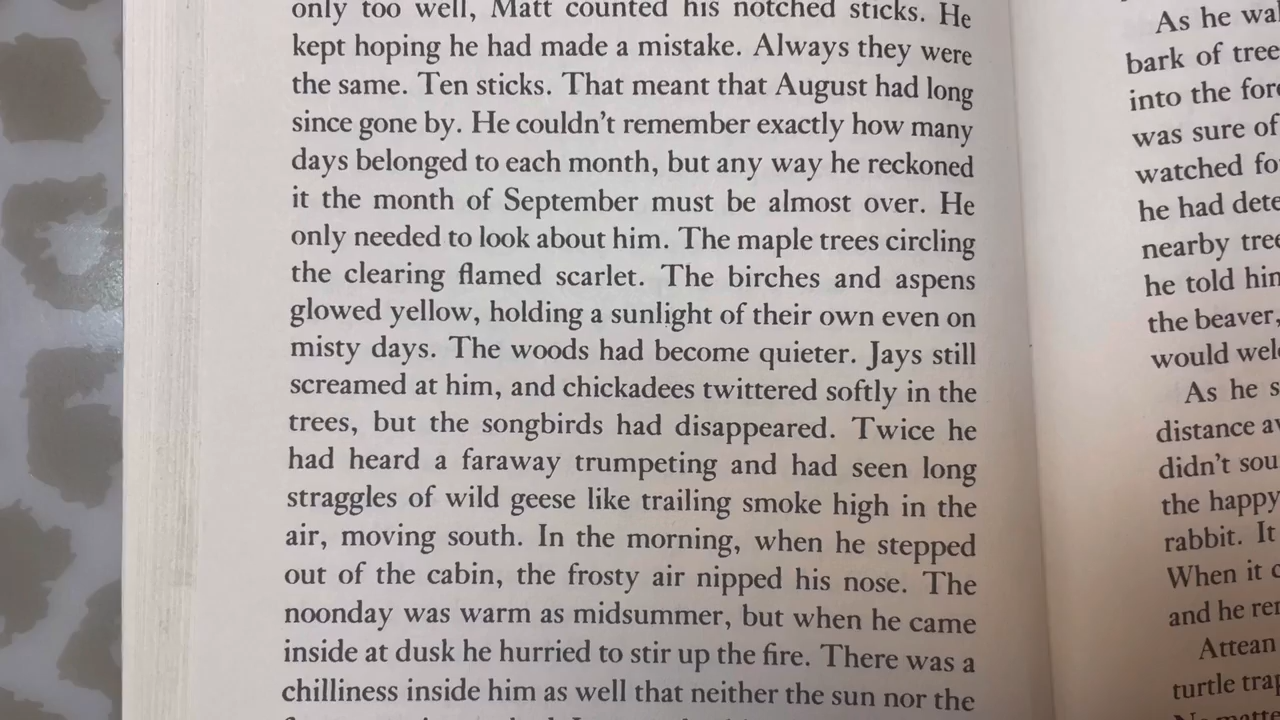 only too well, Matt counted his notched sticks. He
kept hoping he had made a mistake. Always they were
the same. Ten sticks. That meant that August had long
since gone by. He couldn't remember exactly how many
days belonged to each month, but any way he reckoned
it the month of September must be almost over. He
only needed to look about him. The maple trees circling
the clearing flamed scarlet. The birches and aspens
glowed yellow, holding a sunlight of their own even on
misty days. The woods had become quieter. Jays still
screamed at him, and chickadees twittered softly in the
trees, but the songbirds had disappeared. Twice he
had heard a faraway trumpeting and had seen long
straggles of wild geese like trailing smoke high in the
air, moving south. In the morning, when he stepped
out of the cabin, the frosty air nipped his nose. The
noonday was warm as midsummer, but when he came
inside at dusk he hurried to stir up the fire. There was a
chilliness inside him as well that neither the sun nor the
As he
bark of
into the
was sure of
watched
he had
nearby
he told
the beaver,
would
As he
distance
didn't
the happy
rabbit. It
When it
and he
Attean
turtle